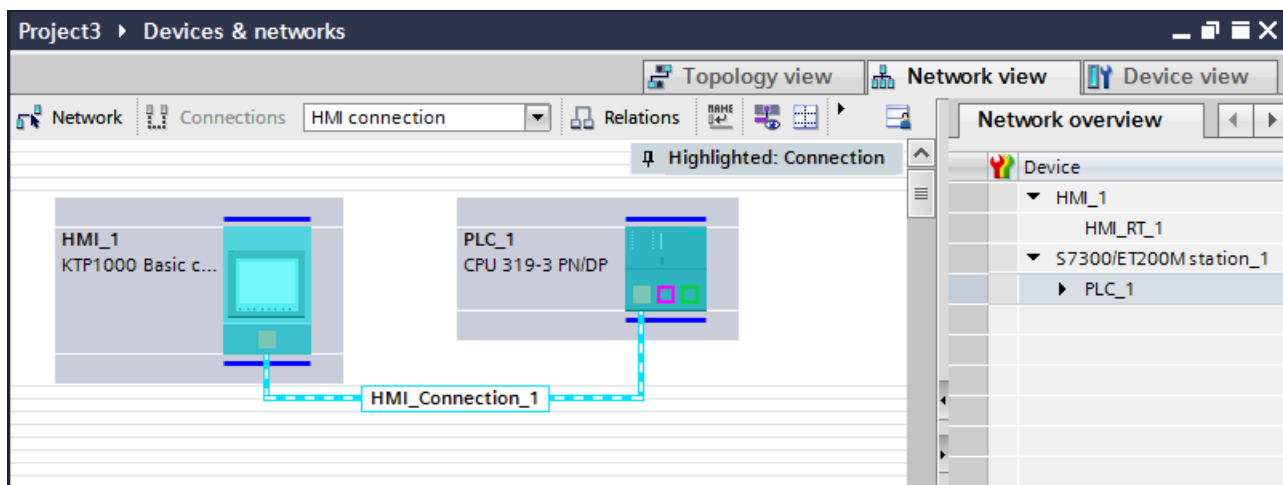 Project3 ▸ Devices & networks
Topology view
Network view
Device view
Network
Connections
HMI connection
Relations
NAME
Network overview
Highlighted: Connection
Device
HMI_1
HMI_RT_1
S7300/ET200M station_1
PLC_1
HMI_1
KTP1000 Basic c...
PLC_1
CPU 319-3 PN/DP
HMI_Connection_1